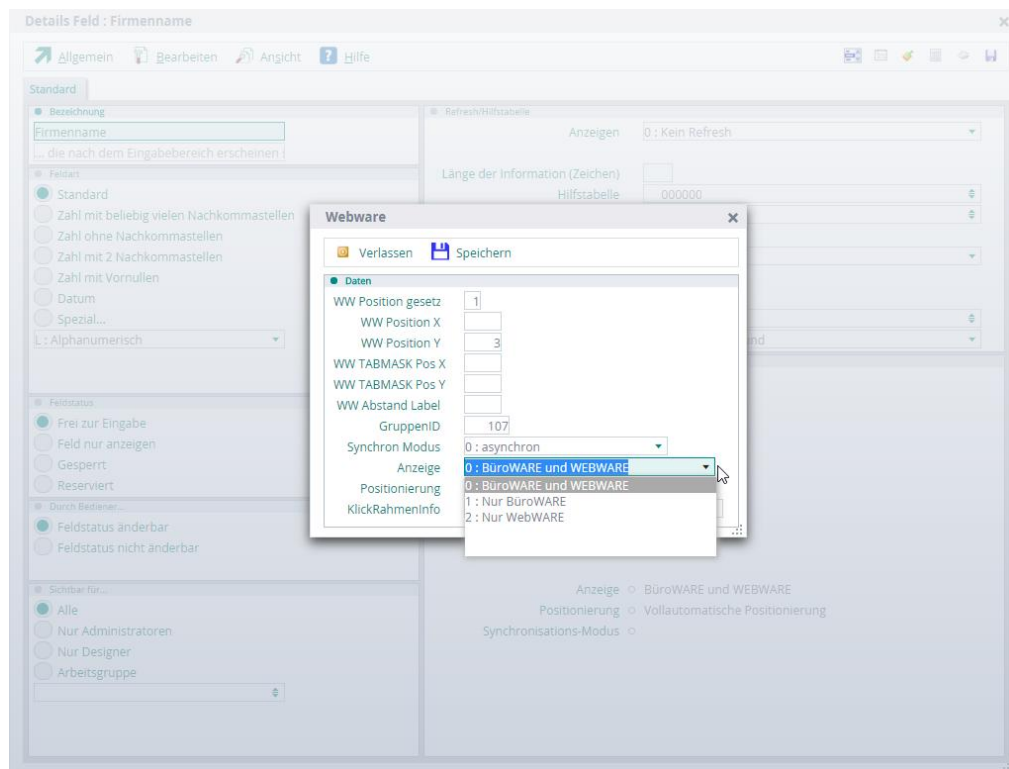 Details Feld : Firmenname
Allgemein Bearbeiten Ansicht Hilfe
Standard
Bezeichnung
Firmenname
... die nach dem Eingabebereich erscheinen
Feldart
Standard
Zahl mit beliebig vielen Nachkommastellen
Zahl ohne Nachkommastellen
Zahl mit 2 Nachkommastellen
Zahl mit Vornullen
Datum
Spezial...
L : Alphanumerisch
Feldstatus
Frei zur Eingabe
Feld nur anzeigen
Gesperrt
Reserviert
Durch Bediener...
Feldstatus änderbar
Feldstatus nicht änderbar
Sichtbar für...
Alle
Nur Administratoren
Nur Designer
Arbeitsgruppe
Refresh/Hilfstabelle
Anzeigen 0 : Kein Refresh
Länge der Information (Zeichen)
Hilfstabelle 000000
nd
Anzeige BüroWARE und WEBWARE
Positionierung Vollautomatische Positionierung
Synchronisations-Modus
Webware
Verlassen Speichern
Daten
WW Position gesetz 1
WW Position X
WW Position Y 3
WW TABMASK Pos X
WW TABMASK Pos Y
WW Abstand Label
GruppenID 107
Synchron Modus 0 : asynchron
Anzeige 0 : BüroWARE und WEBWARE
Positionierung 0 : BüroWARE und WEBWARE
KlickRahmenInfo 1 : Nur BüroWARE
2 : Nur WebWARE